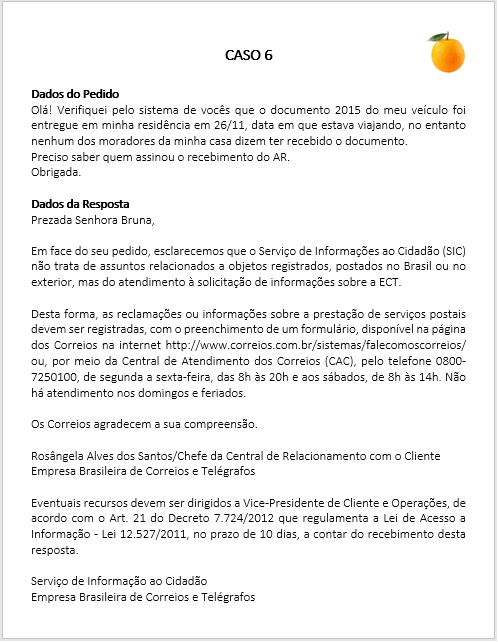 CASO 6
Dados do Pedido
Olá! Verifiquei pelo sistema de vocês que o documento 2015 do meu veículo foi
entregue em minha residência em 26/11, data em que estava viajando, no entanto
nenhum dos moradores da minha casa dizem ter recebido o documento.
Preciso saber quem assinou o recebimento do AR.
Obrigada.
Dados da Resposta
Prezada Senhora Bruna,
Em face do seu pedido, esclarecemos que o Serviço de Informações ao Cidadão (SIC)
não trata de assuntos relacionados a objetos registrados, postados no Brasil ou no
exterior, mas do atendimento à solicitação de informações sobre a ECT.
Desta forma, as reclamações ou informações sobre a prestação de serviços postais
devem ser registradas, com o preenchimento de um formulário, disponível na página
dos Correios na internet http://www.correios.com.br/sistemas/falecomoscorreios/
ou, por meio da Central de Atendimento dos Correios (CAC), pelo telefone 0800-
7250100, de segunda a sexta-feira, das 8h às 20h e aos sábados, de 8h às 14h. Não
há atendimento nos domingos e feriados.
Os Correios agradecem a sua compreensão.
Rosângela Alves dos Santos/Chefe da Central de Relacionamento com o Cliente
Empresa Brasileira de Correios e Telégrafos
Eventuais recursos devem ser dirigidos a Vice-Presidente de Cliente e Operações, de
acordo com o Art. 21 do Decreto 7.724/2012 que regulamenta a Lei de Acesso a
Informação - Lei 12.527/2011, no prazo de 10 dias, a contar do recebimento desta
resposta.
Serviço de Informação ao Cidadão
Empresa Brasileira de Correios e Telégrafos